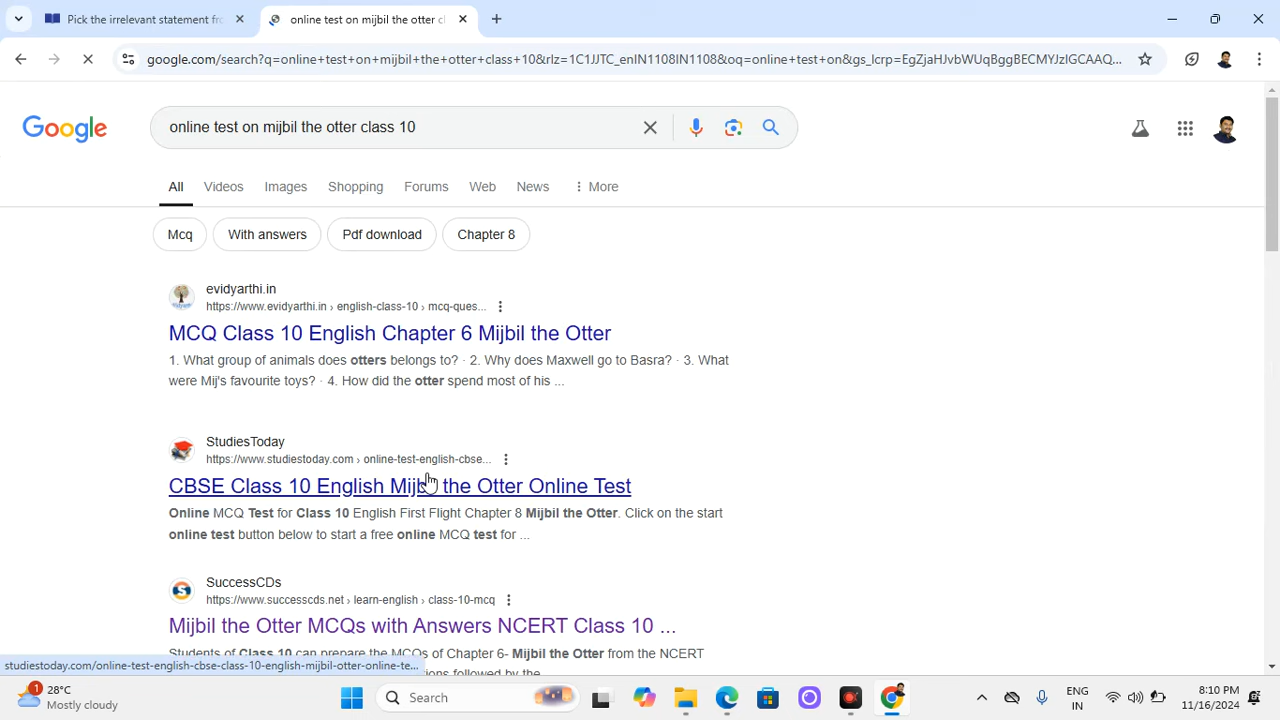 Pick the irrelevant statement fro
online test on mijbil the otter c
google.com/search?q=online+test+on+mijbil+the+otter+class+10&rlz=1C1JJTC_enIN1108IN1108&oq=online+test+on&gs_lcrp=EgZjaHJvbWUqBggBECMYJzIGCAAQ...
Google
online test on mijbil the otter class 10
All Videos Images Shopping Forums Web News More
Mcq With answers Pdf download Chapter 8
evidyarthi.in
https://www.evidyarthi.in › english-class-10 › mcq-ques...
MCQ Class 10 English Chapter 6 Mijbil the Otter
1. What group of animals does otters belongs to? · 2. Why does Maxwell go to Basra? · 3. What
were Mij's favourite toys? · 4. How did the otter spend most of his ...
StudiesToday
https://www.studiestoday.com › online-test-english-cbse...
CBSE Class 10 English Mijbil the Otter Online Test
Online MCQ Test for Class 10 English First Flight Chapter 8 Mijbil the Otter. Click on the start
online test button below to start a free online MCQ test for ...
SuccessCDs
https://www.successcds.net › learn-english › class-10-mcq
Mijbil the Otter MCQs with Answers NCERT Class 10 ...
Students of Class 10 can prepare the MCQs of Chapter 6- Mijbil the Otter from the NCERT
studiestoday.com/online-test-english-cbse-class-10-english-mijbil-otter-online-te...
ions followed by the
1
28°C
Mostly cloudy
Search
ENG
IN
8:10 PM
11/16/2024